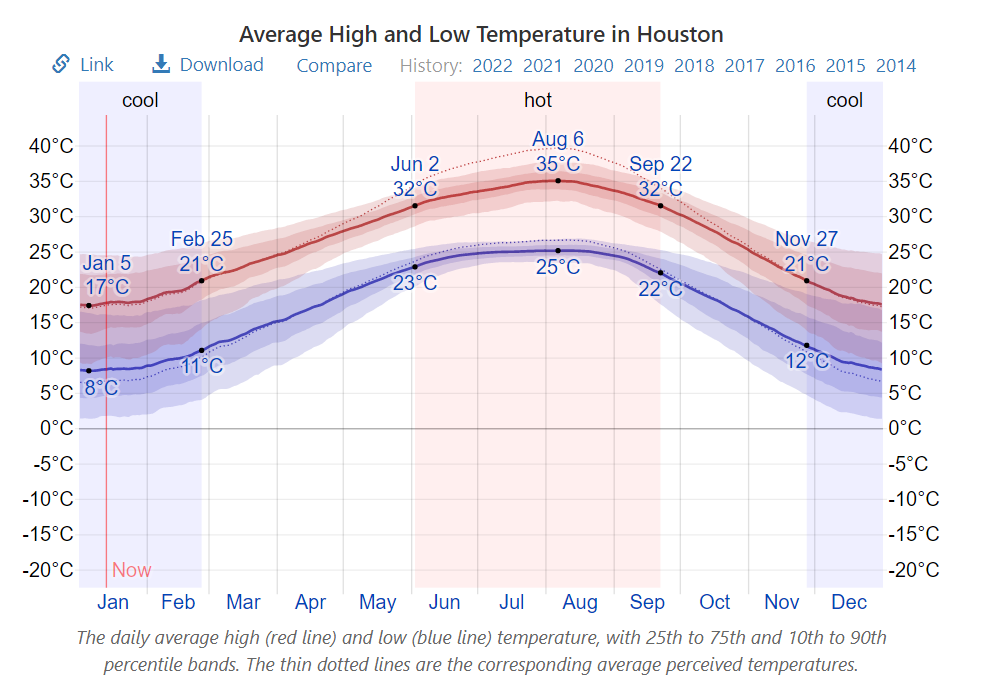 Average High and Low Temperature in Houston
Link Download Compare History: 2022 2021 2020 2019 2018 2017 2016 2015 2014
cool hot cool
40°C 40°C
35°C 35°C
30°C 30°C
25°C 25°C
20°C 20°C
15°C 15°C
10°C 10°C
5°C 5°C
0°C 0°C
-5°C -5°C
-10°C -10°C
-15°C -15°C
-20°C -20°C
Jan 5
17°C
8°C
Feb 25
21°C
11°C
Jun 2
32°C
23°C
Aug 6
35°C
25°C
Sep 22
32°C
22°C
Nov 27
21°C
12°C
Now
Jan Feb Mar Apr May Jun Jul Aug Sep Oct Nov Dec
The daily average high (red line) and low (blue line) temperature, with 25th to 75th and 10th to 90th
percentile bands. The thin dotted lines are the corresponding average perceived temperatures.